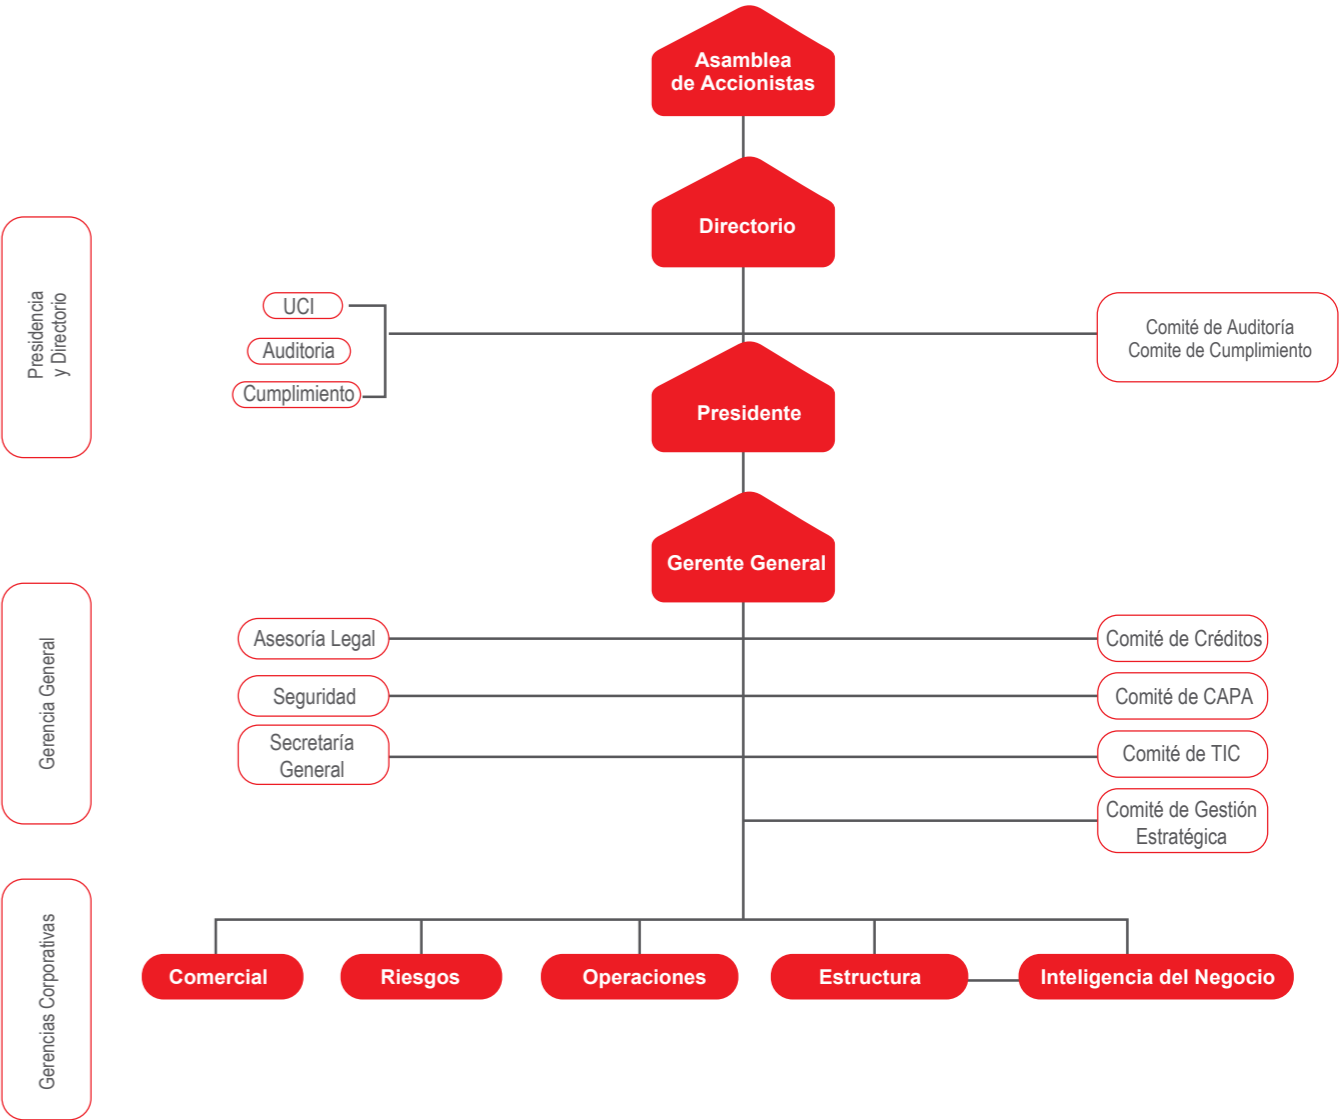 Asamblea
de Accionistas
Directorio
Presidencia
y Directorio
UCI
Auditoria
Cumplimiento
Comité de Auditoría
Comite de Cumplimiento
Presidente
Gerente General
Gerencia General
Asesoría Legal
Comité de Créditos
Seguridad
Comité de CAPA
Secretaría
General
Comité de TIC
Comité de Gestión
Estratégica
Gerencias Corporativas
Comercial
Riesgos
Operaciones
Estructura
Inteligencia del Negocio